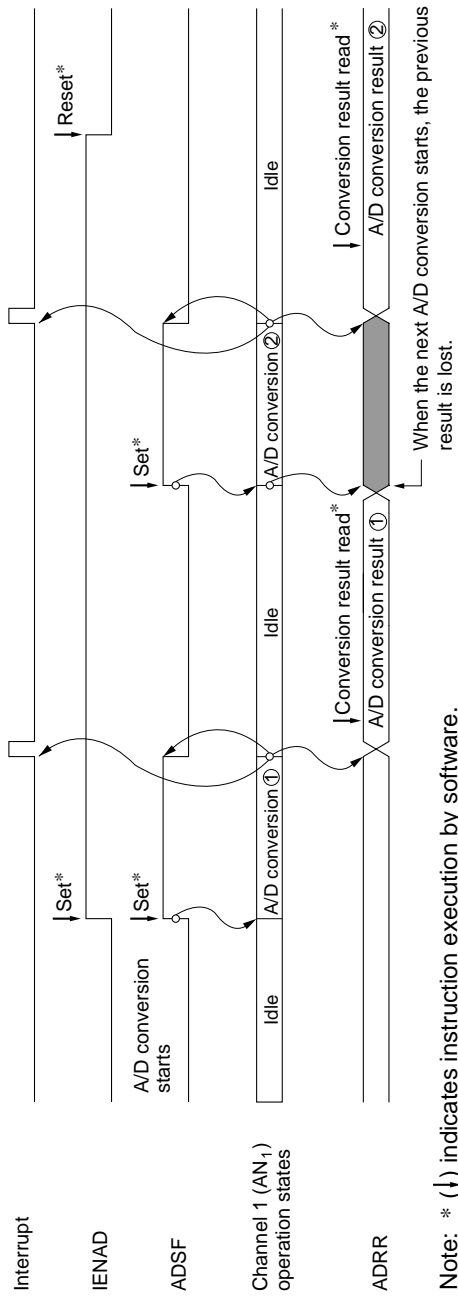 Interrupt
IENAD
Set*
Reset*
ADSF
A/D conversion
starts
Set*
Set*
Channel 1 (AN1)
operation states
Idle
A/D conversion ①
Idle
A/D conversion ②
Idle
ADRR
Conversion result read*
A/D conversion result ①
Conversion result read*
A/D conversion result ②
When the next A/D conversion starts, the previous
result is lost.
Note: * (↓) indicates instruction execution by software.